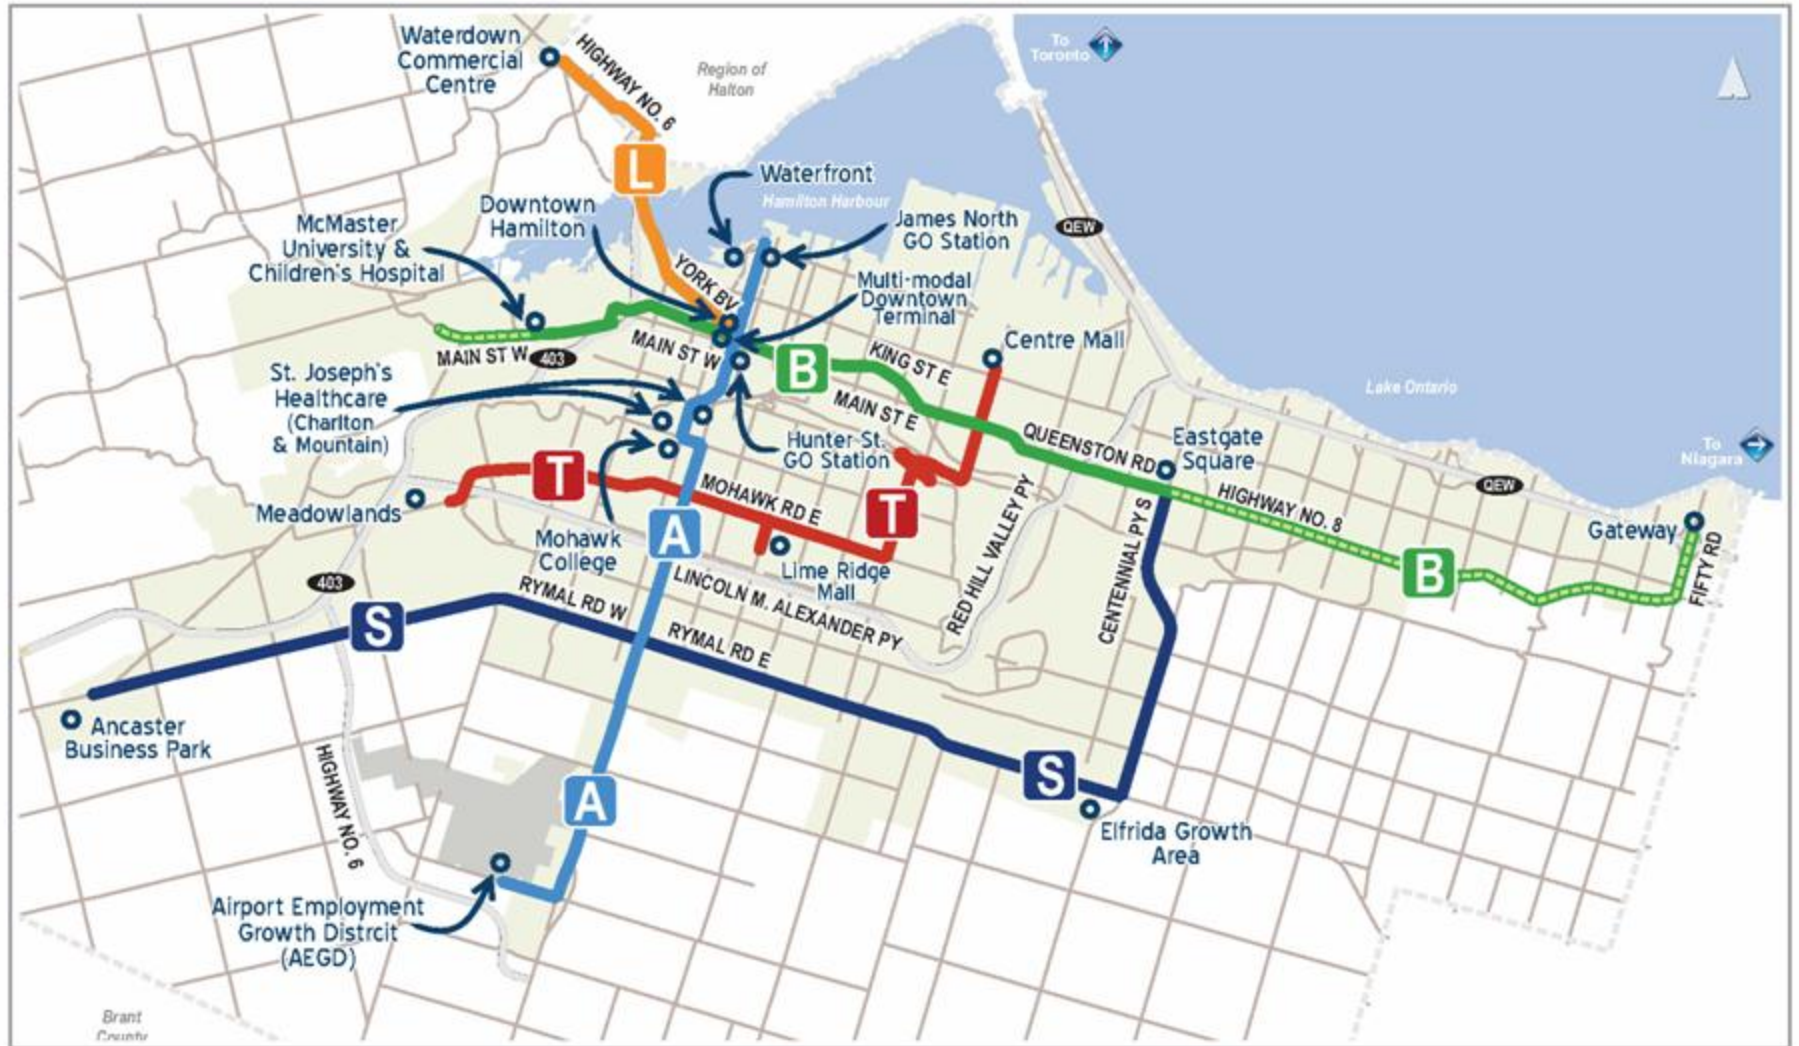 Waterdown
Commercial
Centre
HIGHWAY NO. 6
Region of
Halton
To
Toronto
L
Waterfront
Hamilton Harbour
Downtown
Hamilton
McMaster
University &
Children's Hospital
James North
GO Station
QEW
YORK BV
Multi-modal
Downtown
Terminal
Centre Mall
MAIN ST W
403
MAIN ST W
B
KING ST E
MAIN ST E
Lake Ontario
St. Joseph's
Healthcare
(Charlton
& Mountain)
Hunter St.
GO Station
QUEENSTON RD
Eastgate
Square
To
Niagara
QEW
T
Meadowlands
MOHAWK RD E
T
HIGHWAY NO. 8
Gateway
FIFTY RD
Mohawk
College
A
Lime Ridge
Mall
RED HILL VALLEY PY
CENTENNIAL PY S
B
403
S
RYMAL RD W
LINCOLN M. ALEXANDER PY
RYMAL RD E
Ancaster
Business Park
HIGHWAY NO. 6
A
S
Elfrida Growth
Area
Airport Employment
Growth Distrcit
(AEGD)
Brant
County